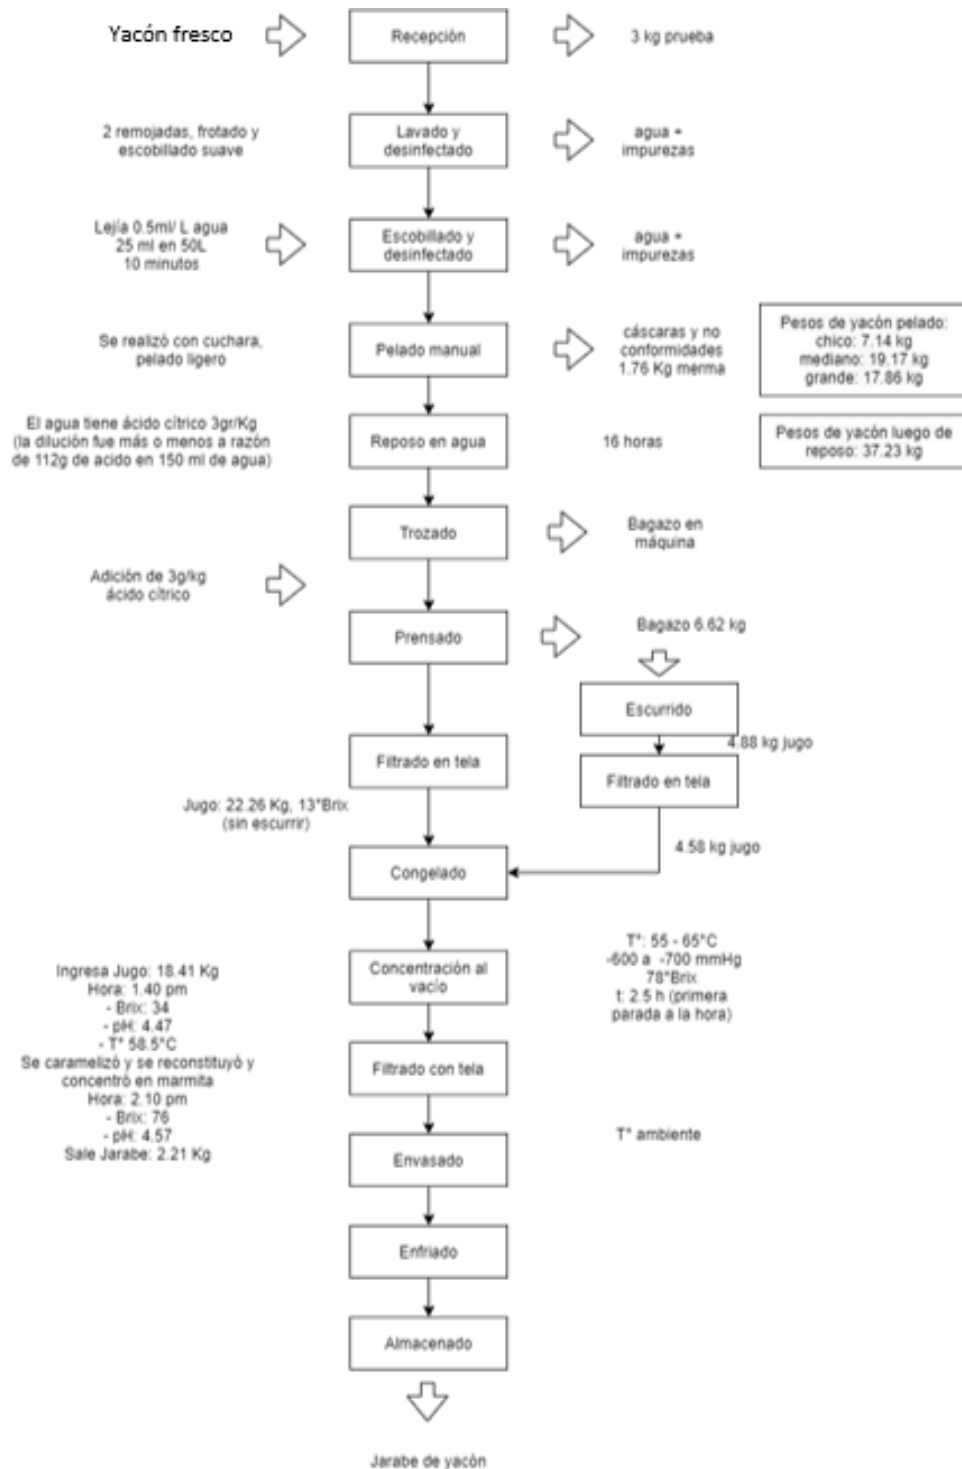 Yacón fresco
Recepción
3 kg prueba
2 remojadas, frotado y
escobillado suave
Lavado y
desinfectado
agua +
impurezas
Lejía 0.5ml/ L agua
25 ml en 50L
10 minutos
Escobillado y
desinfectado
agua +
impurezas
Se realizó con cuchara,
pelado ligero
Pelado manual
cáscaras y no
conformidades
1.76 Kg merma
Pesos de yacón pelado:
chico: 7.14 kg
mediano: 19.17 kg
grande: 17.86 kg
El agua tiene ácido cítrico 3gr/Kg
(la dilución fue más o menos a razón
de 112g de acido en 150 ml de agua)
Reposo en agua
16 horas
Pesos de yacón luego de
reposo: 37.23 kg
Trozado
Bagazo en
máquina
Adición de 3g/kg
ácido cítrico
Prensado
Bagazo 6.62 kg
Escurrido
4.88 kg jugo
Filtrado en tela
Filtrado en tela
Jugo: 22.26 Kg, 13°Brix
(sin escurrir)
4.58 kg jugo
Congelado
Ingresa Jugo: 18.41 Kg
Hora: 1.40 pm
- Brix: 34
- pH: 4.47
- T° 58.5°C
Se caramelizó y se reconstituyó y
concentró en marmita
Hora: 2.10 pm
- Brix: 76
- pH: 4.57
Sale Jarabe: 2.21 Kg
Concentración al
vacío
T°: 55 - 65°C
-600 a -700 mmHg
78°Brix
t: 2.5 h (primera
parada a la hora)
Filtrado con tela
Envasado
T° ambiente
Enfriado
Almacenado
Jarabe de yacón